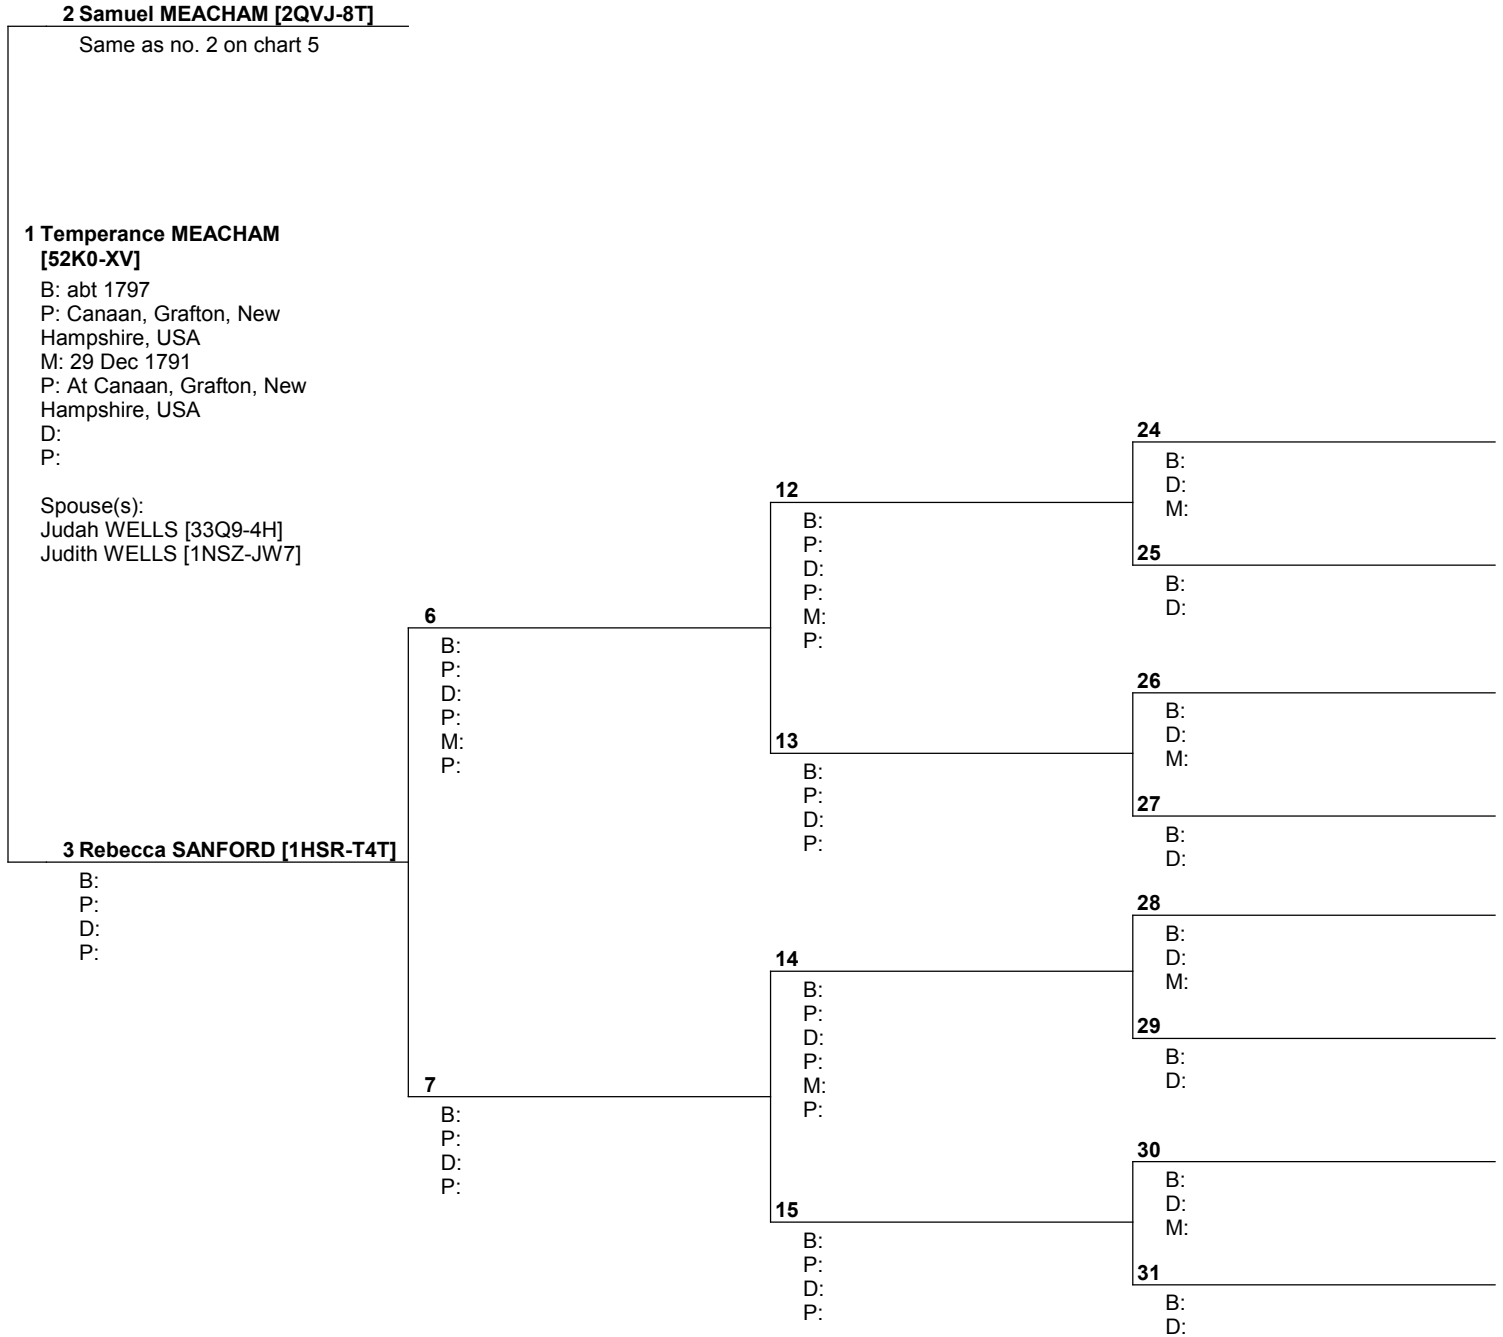 2 Samuel MEACHAM [2QVJ-8T]
Same as no. 2 on chart 5
1 Temperance MEACHAM
[52K0-XV]
B: abt 1797
P: Canaan, Grafton, New
Hampshire, USA
M: 29 Dec 1791
P: At Canaan, Grafton, New
Hampshire, USA
D:
P:
Spouse(s):
Judah WELLS [33Q9-4H]
Judith WELLS [1NSZ-JW7]
3 Rebecca SANFORD [1HSR-T4T]
B:
P:
D:
P:
6
B:
P:
D:
P:
M:
P:
7
B:
P:
D:
P:
12
B:
P:
D:
P:
M:
P:
13
B:
P:
D:
P:
14
B:
P:
D:
P:
M:
P:
15
B:
P:
D:
P:
24
B:
D:
M:
25
B:
D:
26
B:
D:
M:
27
B:
D:
28
B:
D:
M:
29
B:
D:
30
B:
D:
M:
31
B:
D: